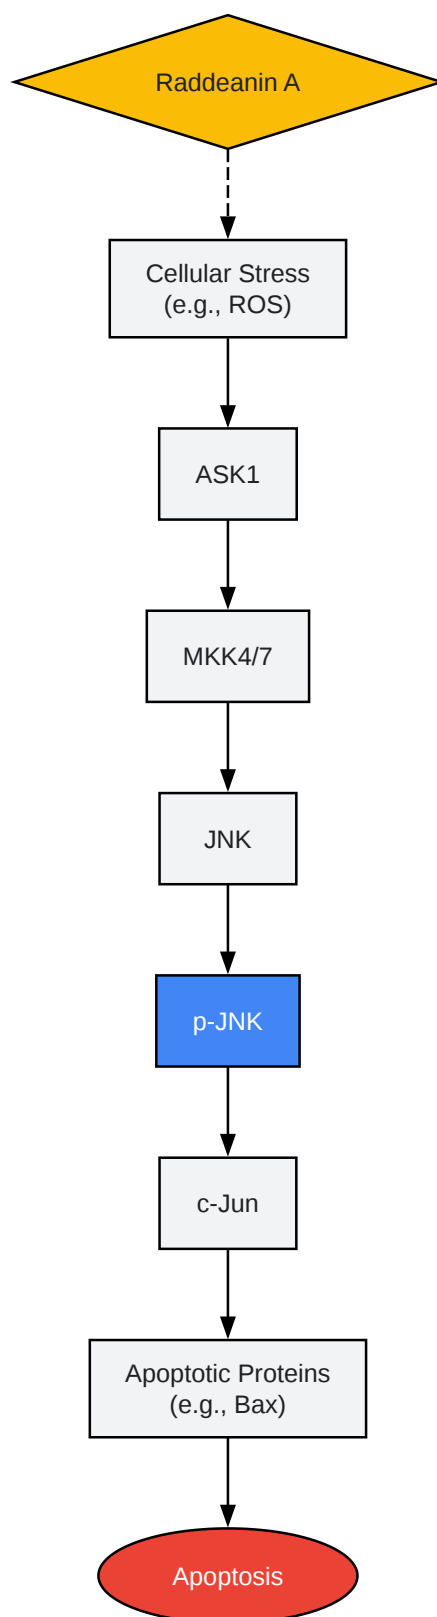 Raddeanin A
Cellular Stress
(e.g., ROS)
ASK1
MKK4/7
JNK
p-JNK
c-Jun
Apoptotic Proteins
(e.g., Bax)
Apoptosis